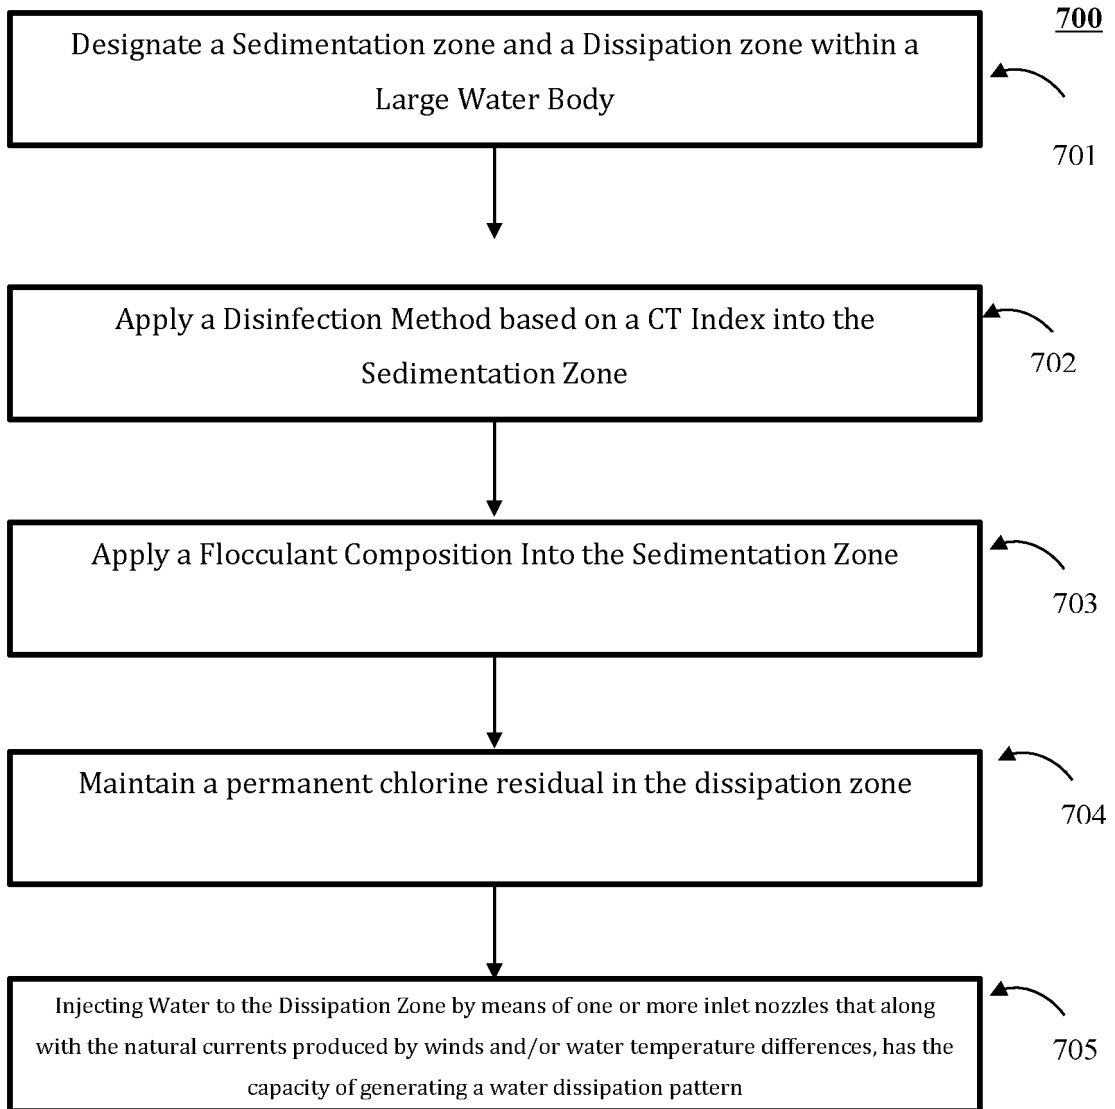 700
Designate a Sedimentation zone and a Dissipation zone within a
Large Water Body
701
Apply a Disinfection Method based on a CT Index into the
Sedimentation Zone
702
Apply a Flocculant Composition Into the Sedimentation Zone
703
Maintain a permanent chlorine residual in the dissipation zone
704
Injecting Water to the Dissipation Zone by means of one or more inlet nozzles that along
with the natural currents produced by winds and/or water temperature differences, has the
capacity of generating a water dissipation pattern
705